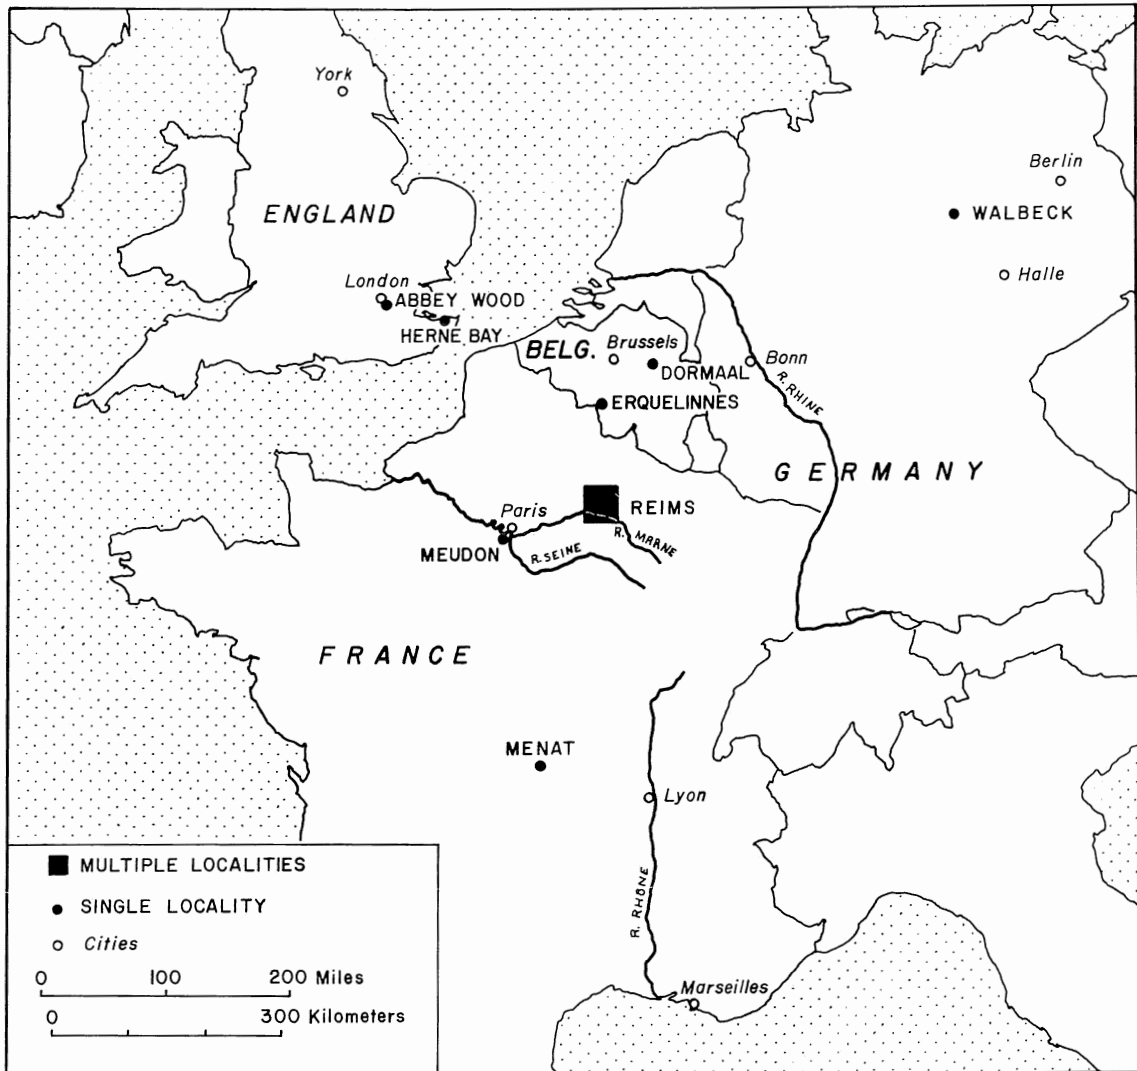 York
Berlin
ENGLAND
WALBECK
Halle
London
ABBEY WOOD
HERNE BAY
BELG.
Brussels
Bonn
DORMAAL
R. RHINE
ERQUELINNES
GERMANY
Paris
REIMS
R. MARNE
MEUDON
R. SEINE
FRANCE
MENAT
Lyon
R. RHÔNE
Marseilles
MULTIPLE LOCALITIES
SINGLE LOCALITY
Cities
0 100 200 Miles
0 300 Kilometers